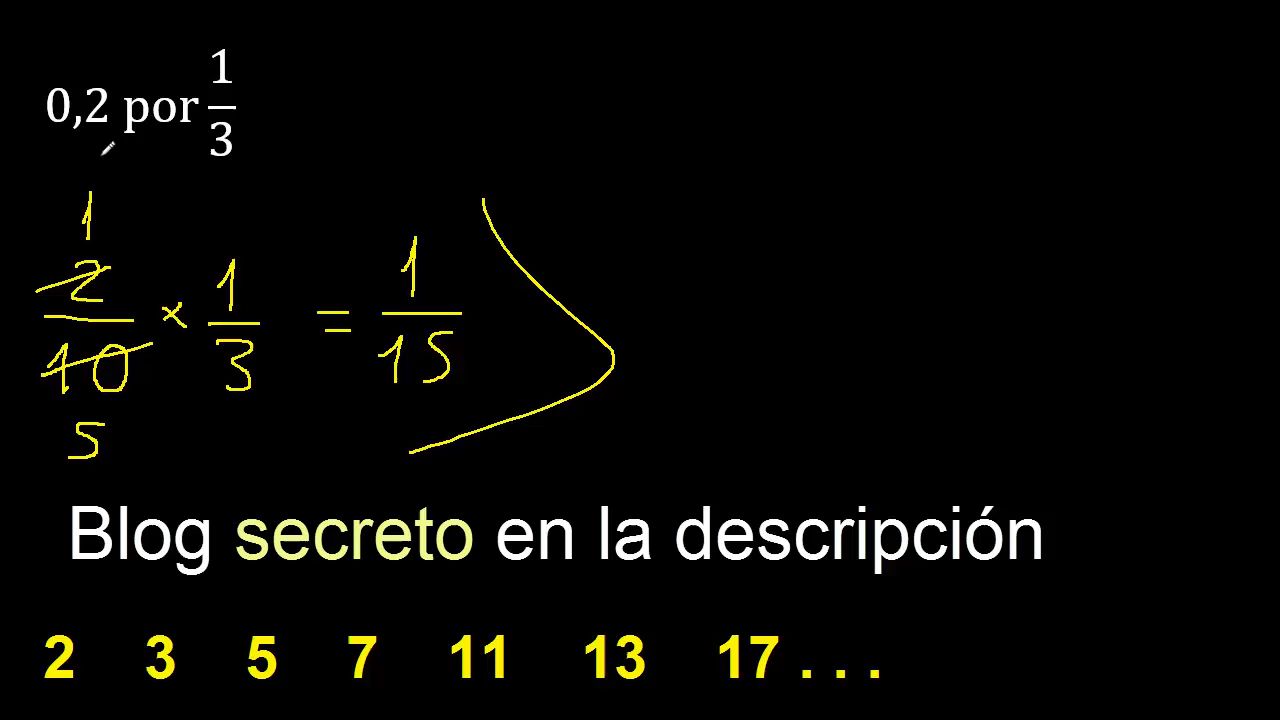 0,2 por 1/3
1
2/10 × 1/3 = 1/15
5
Blog secreto en la descripción
2 3 5 7 11 13 17 . . .